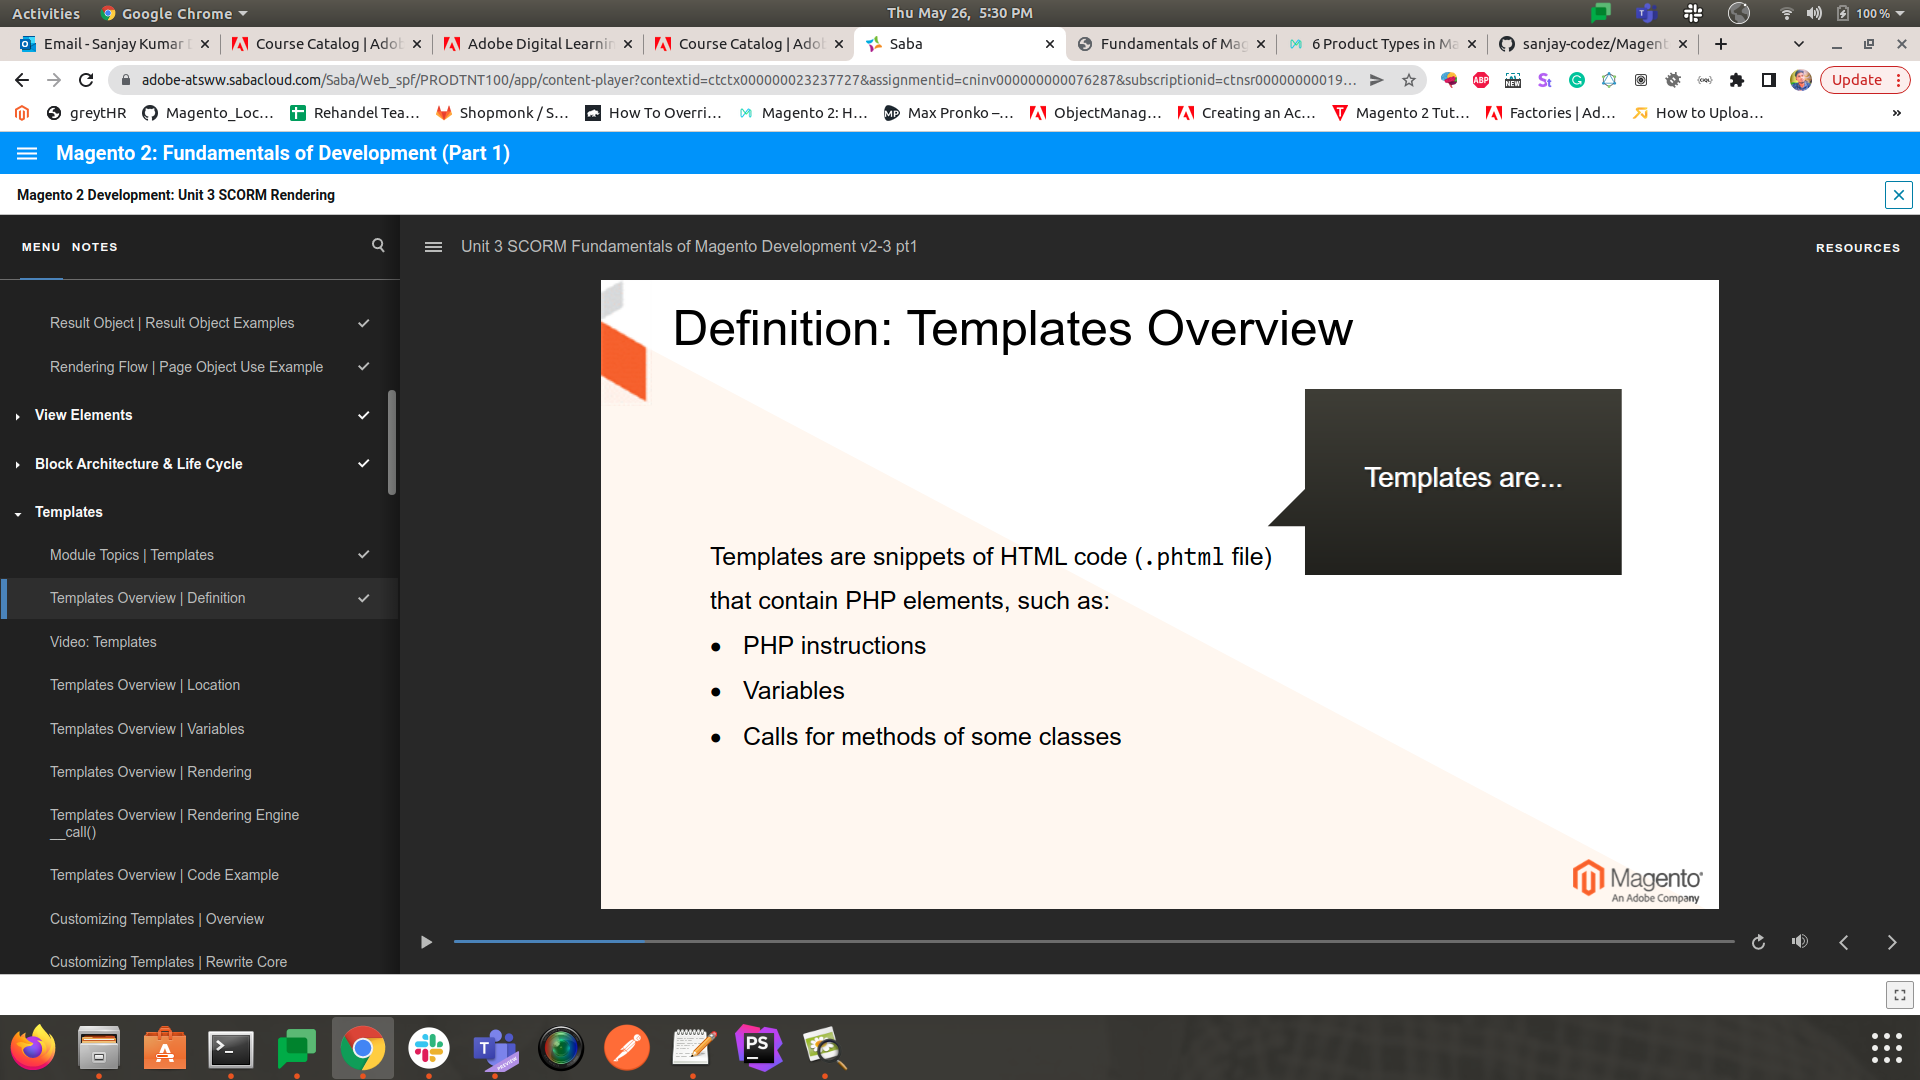 Activities Google Chrome Thu May 26, 5:30 PM 100 %
Email - Sanjay Kumar Course Catalog | Adob Adobe Digital Learnin Course Catalog | Adob Saba Fundamentals of Mag 6 Product Types in Ma sanjay-codez/Magent
adobe-atsww.sabacloud.com/Saba/Web_spf/PRODTNT100/app/content-player?contextid=ctctx000000023237727&assignmentid=cninv000000000076287&subscriptionid=ctnsr00000000019... Update
greytHR Magento_Loc... Rehandel Tea... Shopmonk / S... How To Overri... Magento 2: H... Max Pronko –... ObjectManag... Creating an Ac... Magento 2 Tut... Factories | Ad... How to Uploa... »
Magento 2: Fundamentals of Development (Part 1)
Magento 2 Development: Unit 3 SCORM Rendering
MENU NOTES
Unit 3 SCORM Fundamentals of Magento Development v2-3 pt1
RESOURCES
Result Object | Result Object Examples
Rendering Flow | Page Object Use Example
View Elements
Block Architecture & Life Cycle
Templates
Module Topics | Templates
Templates Overview | Definition
Video: Templates
Templates Overview | Location
Templates Overview | Variables
Templates Overview | Rendering
Templates Overview | Rendering Engine
__call()
Templates Overview | Code Example
Customizing Templates | Overview
Customizing Templates | Rewrite Core
Definition: Templates Overview
Templates are...
Templates are snippets of HTML code (.phtml file)
that contain PHP elements, such as:
• PHP instructions
• Variables
• Calls for methods of some classes
Magento
An Adobe Company